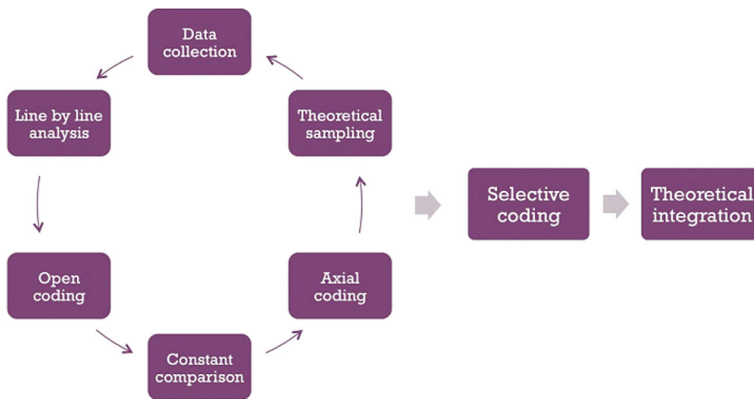 Data
collection
Line by line
analysis
Theoretical
sampling
Selective
coding
Theoretical
integration
Open
coding
Axial
coding
Constant
comparison